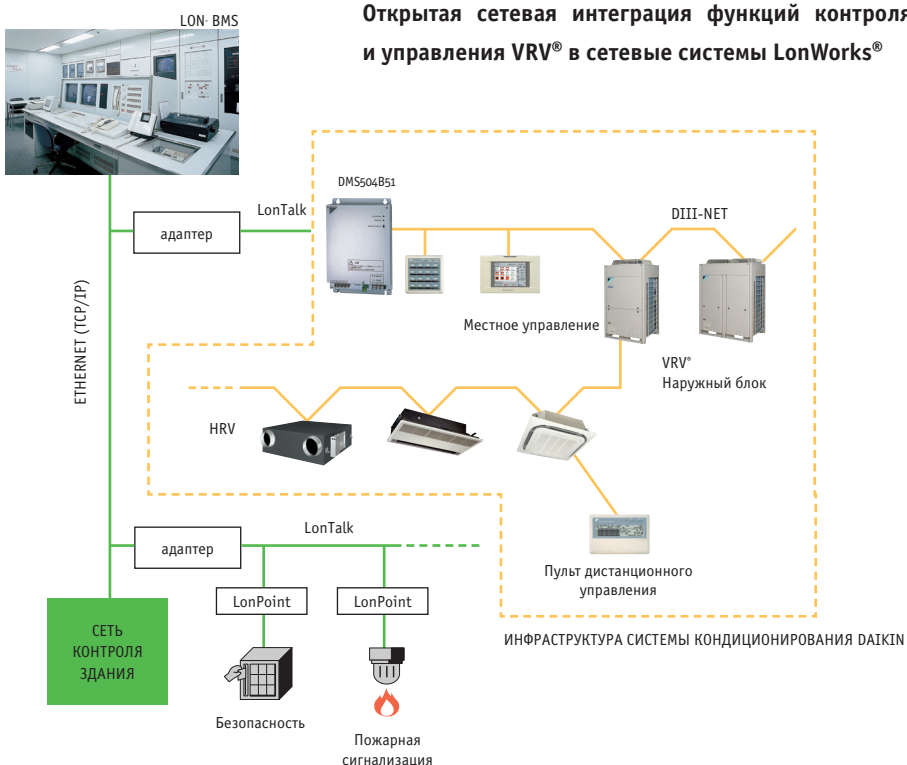 LON® BMS
Открытая сетевая интеграция функций контроля
и управления VRV® в сетевые системы LonWorks®
DMS504B51
LonTalk
DIII-NET
адаптер
ETHERNET (TCP/IP)
Местное управление
VRV®
Наружный блок
HRV
LonTalk
адаптер
Пульт дистанционного
управления
LonPoint
LonPoint
СЕТЬ
КОНТРОЛЯ
ЗДАНИЯ
ИНФРАСТРУКТУРА СИСТЕМЫ КОНДИЦИОНИРОВАНИЯ DAIKIN
Безопасность
Пожарная
сигнализация